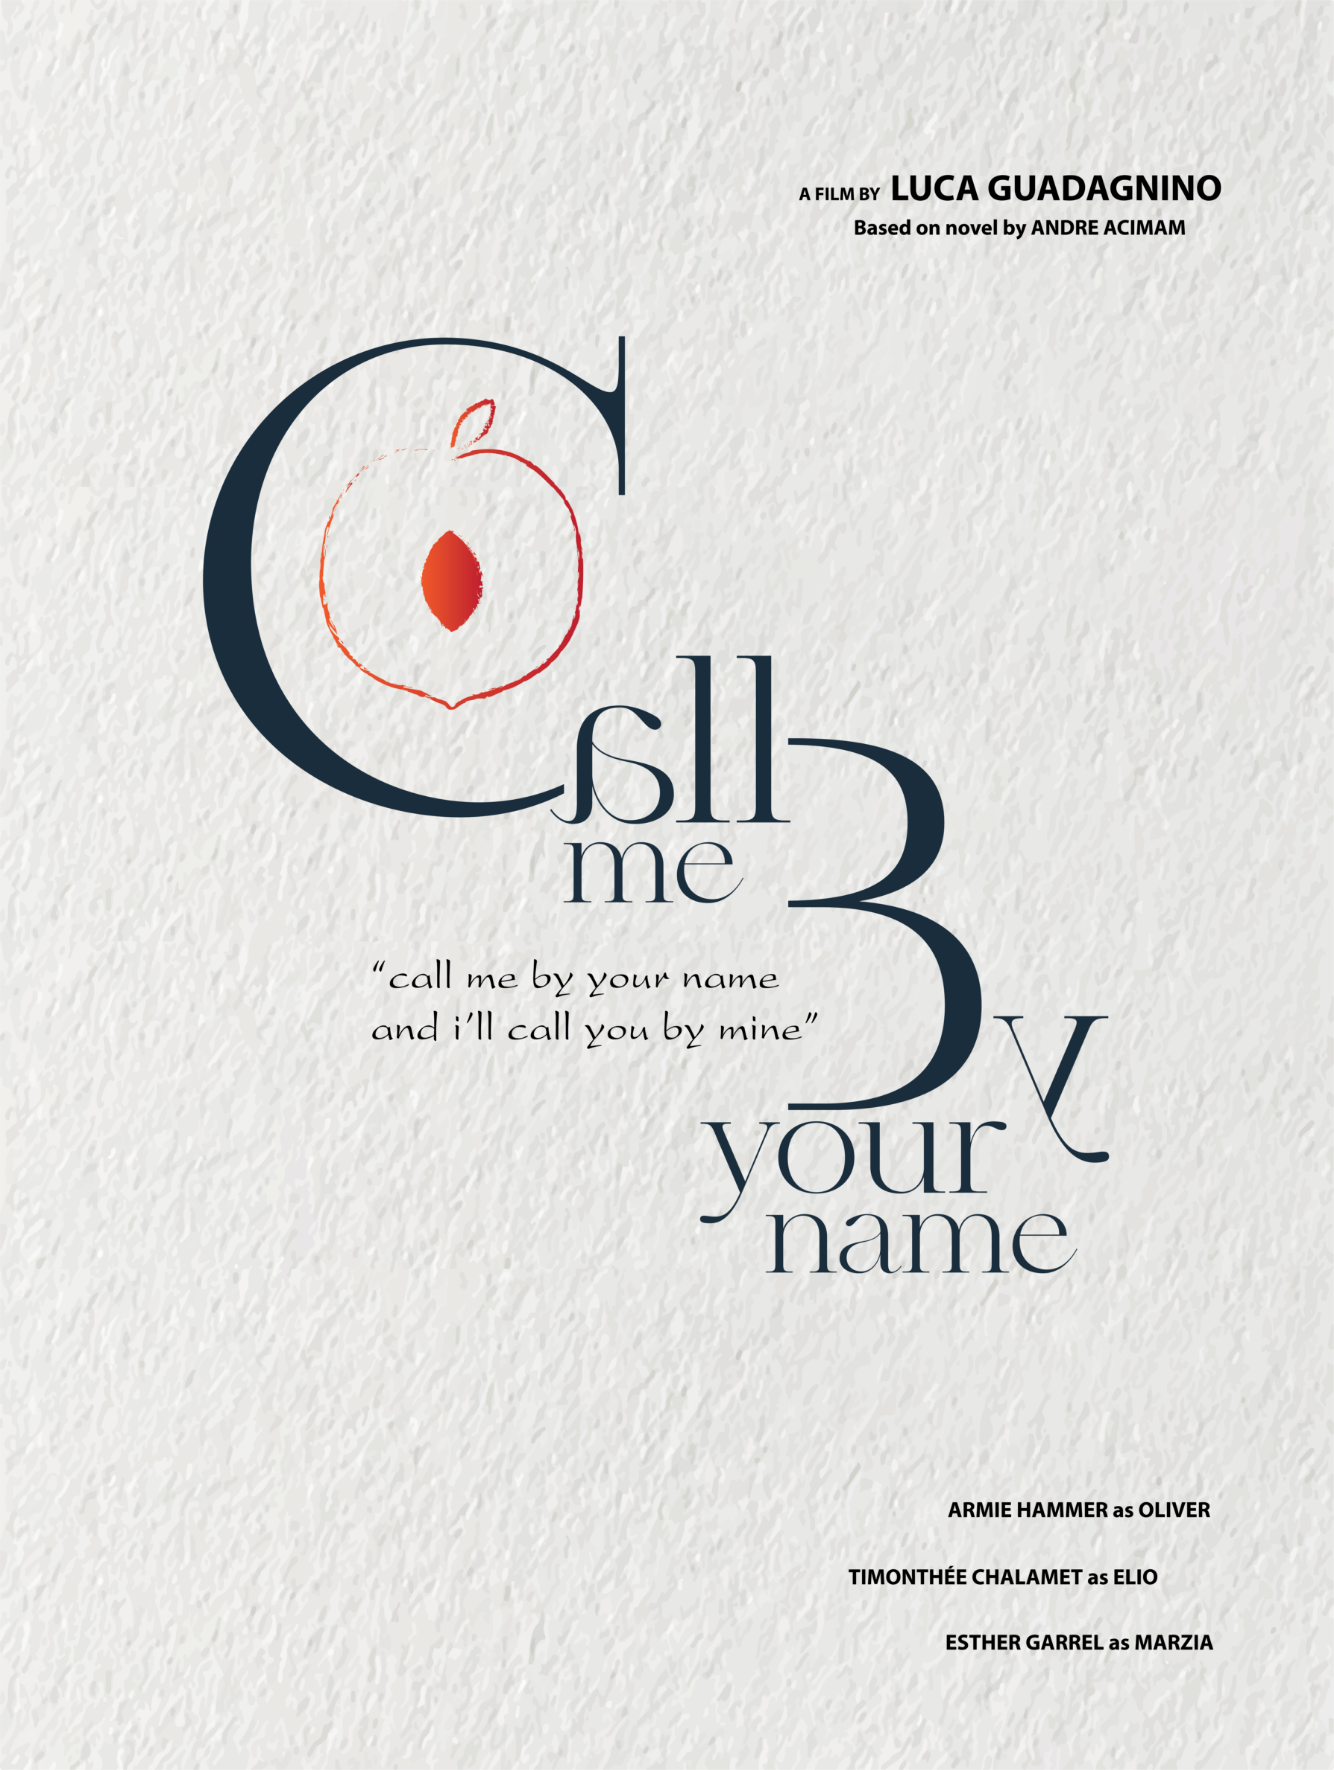 A FILM BY LUCA GUADAGNINO
Based on novel by ANDRE ACIMAM
Call
me
By
"call me by your name
and i'll call you by mine"
your
name
ARMIE HAMMER as OLIVER
TIMONTHÉE CHALAMET as ELIO
ESTHER GARREL as MARZIA